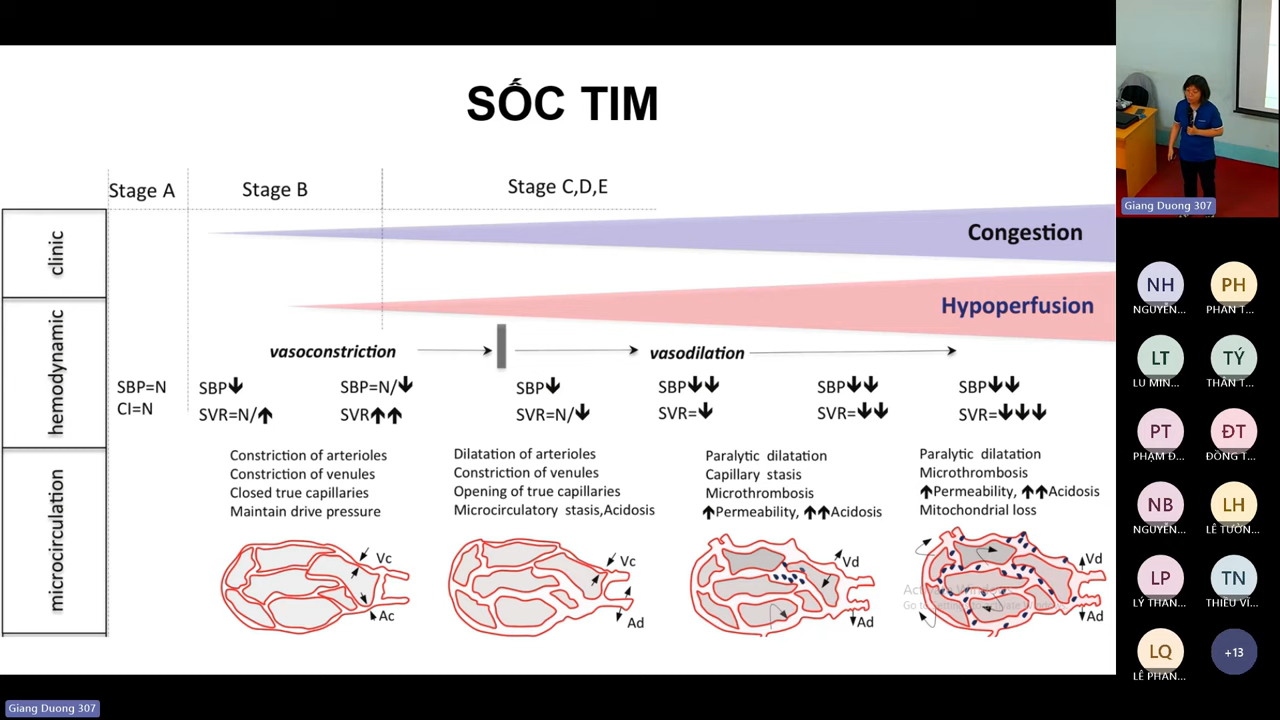 SỐC TIM
Stage A
Stage B
Stage C,D,E
clinic
Congestion
Hypoperfusion
hemodynamic
vasoconstriction
vasodilation
SBP=N
CI=N
SBP🡇
SVR=N/🡅
SBP=N/🡇
SVR🡅🡅
SBP🡇
SVR=N/🡇
SBP🡇🡇
SVR=🡇
SBP🡇🡇
SVR=🡇🡇
SBP🡇🡇
SVR=🡇🡇🡇
microcirculation
Constriction of arterioles
Constriction of venules
Closed true capillaries
Maintain drive pressure
Dilatation of arterioles
Constriction of venules
Opening of true capillaries
Microcirculatory stasis,Acidosis
Paralytic dilatation
Capillary stasis
Microthrombosis
🡅Permeability, 🡅🡅Acidosis
Paralytic dilatation
Microthrombosis
🡅Permeability, 🡅🡅Acidosis
Mitochondrial loss
Vc
Ac
Vc
Ad
Vd
Ad
Vd
Ad
Giang Duong 307
NH
NGUYỄN...
PH
PHAN T...
LT
LU MIN...
TÝ
THÂN T...
PT
PHẠM Đ...
ĐT
ĐỒNG T...
NB
NGUYỄN...
LH
LÊ TƯỜN...
LP
LÝ THAN...
TN
THIỀU VĨ...
LQ
LÊ PHAN...
+13
Giang Duong 307